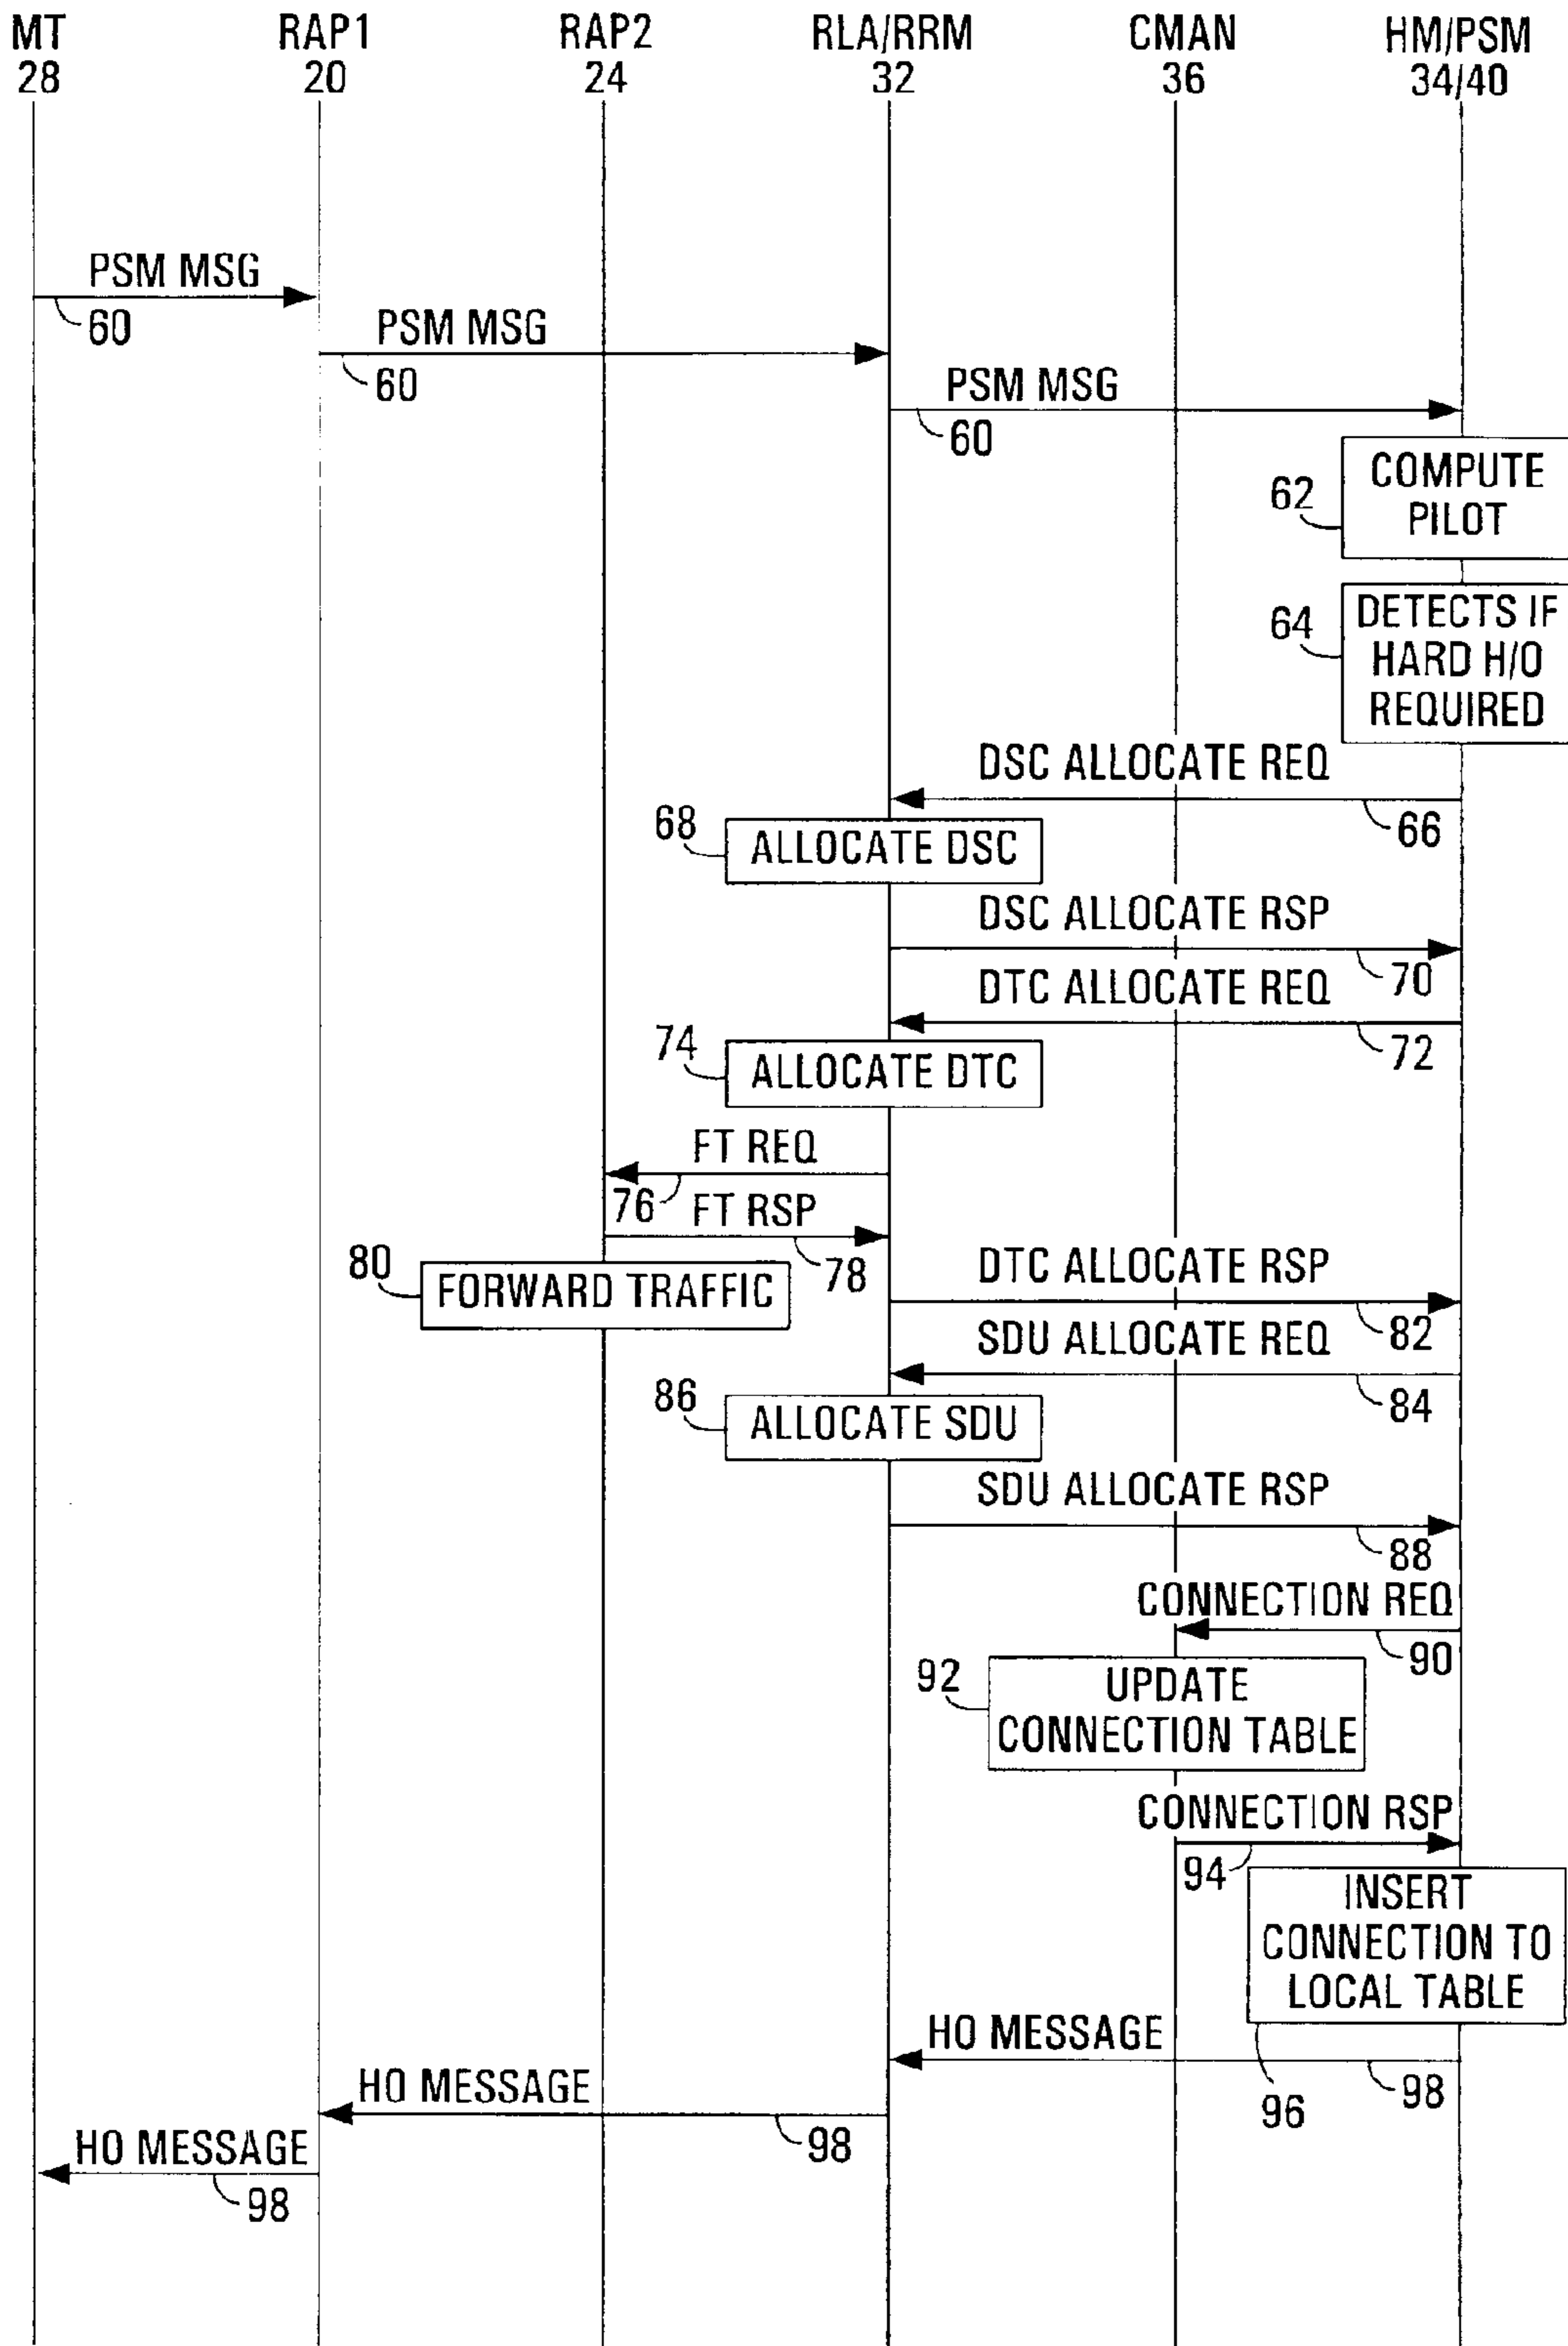 MT RAP1 RAP2 RLA/RRM CMAN HM/PSM
28 20 24 32 36 34/40
PSM MSG
60
PSM MSG
60
PSM MSG
60
62
COMPUTE
PILOT
64
DETECTS IF
HARD H/O
REQUIRED
DSC ALLOCATE REQ
66
68
ALLOCATE DSC
DSC ALLOCATE RSP
70
DTC ALLOCATE REQ
72
74
ALLOCATE DTC
FT REQ
76
FT RSP
78
80
FORWARD TRAFFIC
DTC ALLOCATE RSP
82
SDU ALLOCATE REQ
84
86
ALLOCATE SDU
SDU ALLOCATE RSP
88
CONNECTION REQ
90
92
UPDATE
CONNECTION TABLE
CONNECTION RSP
94
INSERT
CONNECTION TO
LOCAL TABLE
96
HO MESSAGE
98
HO MESSAGE
98
HO MESSAGE
98